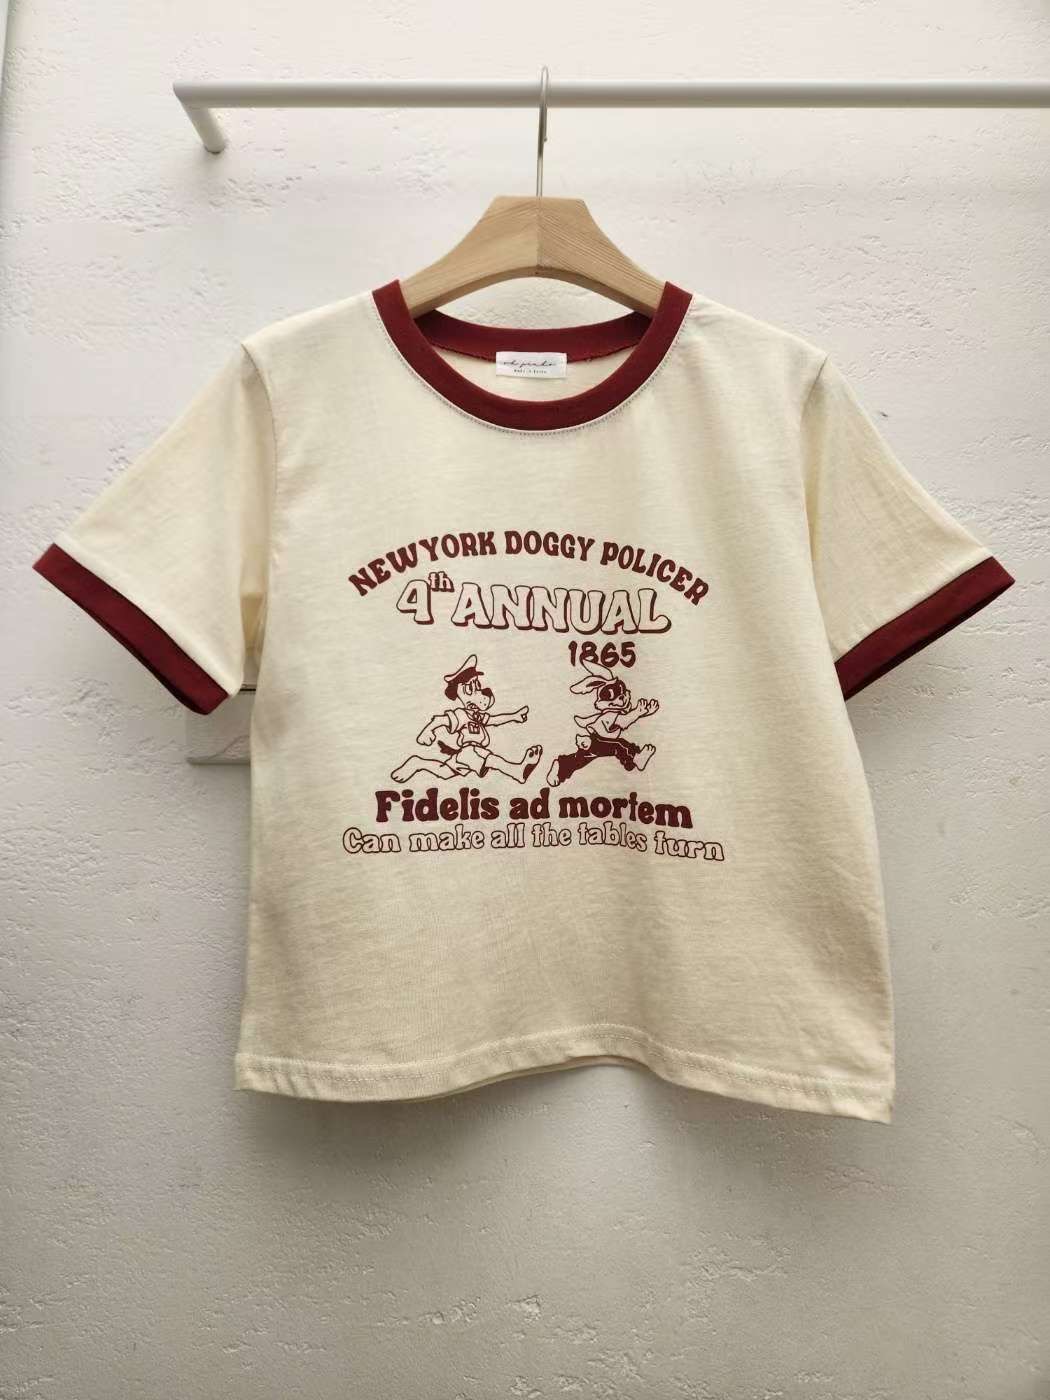 NEWYORK DOGGY POLICER
4th ANNUAL
1865
Fidelis ad mortem
Can make all the tables turn